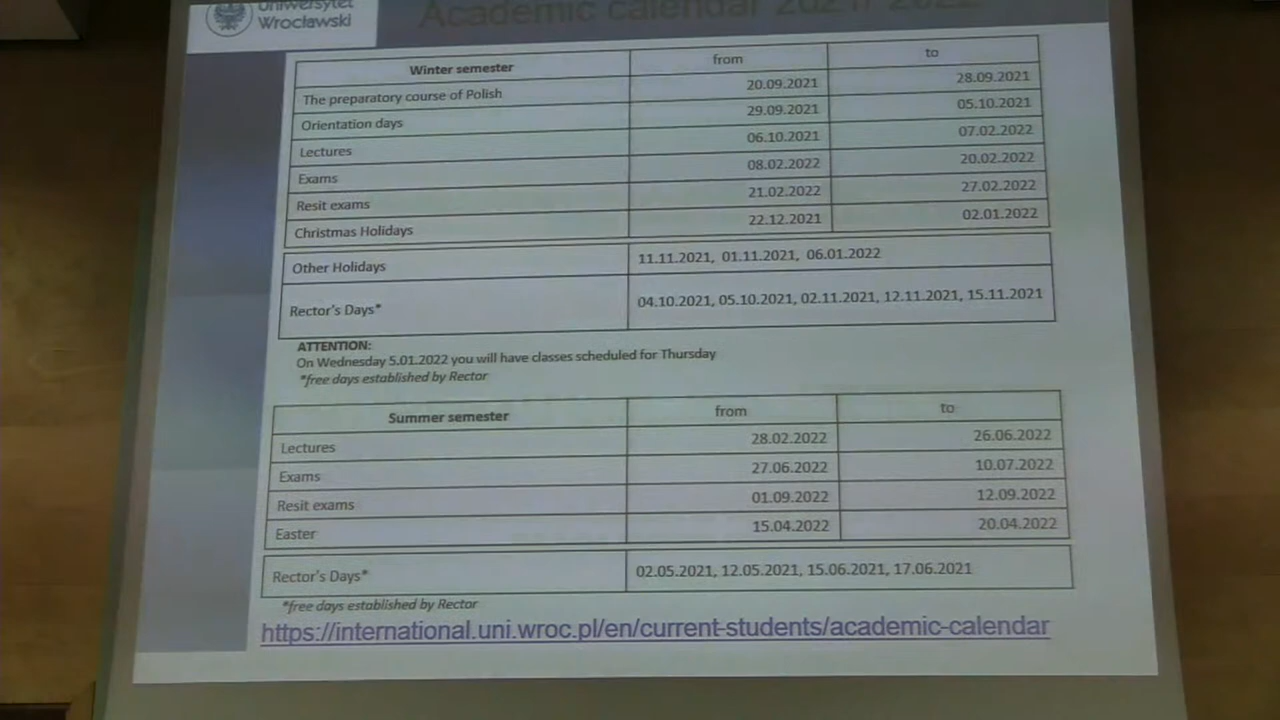 Uniwersytet
Wrocławski
Academic calendar 2021/ 2022
Winter semester from to
The preparatory course of Polish 20.09.2021 28.09.2021
Orientation days 29.09.2021 05.10.2021
Lectures 06.10.2021 07.02.2022
Exams 08.02.2022 20.02.2022
Resit exams 21.02.2022 27.02.2022
Christmas Holidays 22.12.2021 02.01.2022
Other Holidays 11.11.2021, 01.11.2021, 06.01.2022
Rector's Days* 04.10.2021, 05.10.2021, 02.11.2021, 12.11.2021, 15.11.2021
ATTENTION:
On Wednesday 5.01.2022 you will have classes scheduled for Thursday
*free days established by Rector
Summer semester from to
Lectures 28.02.2022 26.06.2022
Exams 27.06.2022 10.07.2022
Resit exams 01.09.2022 12.09.2022
Easter 15.04.2022 20.04.2022
Rector's Days* 02.05.2021, 12.05.2021, 15.06.2021, 17.06.2021
*free days established by Rector
https://international.uni.wroc.pl/en/current-students/academic-calendar